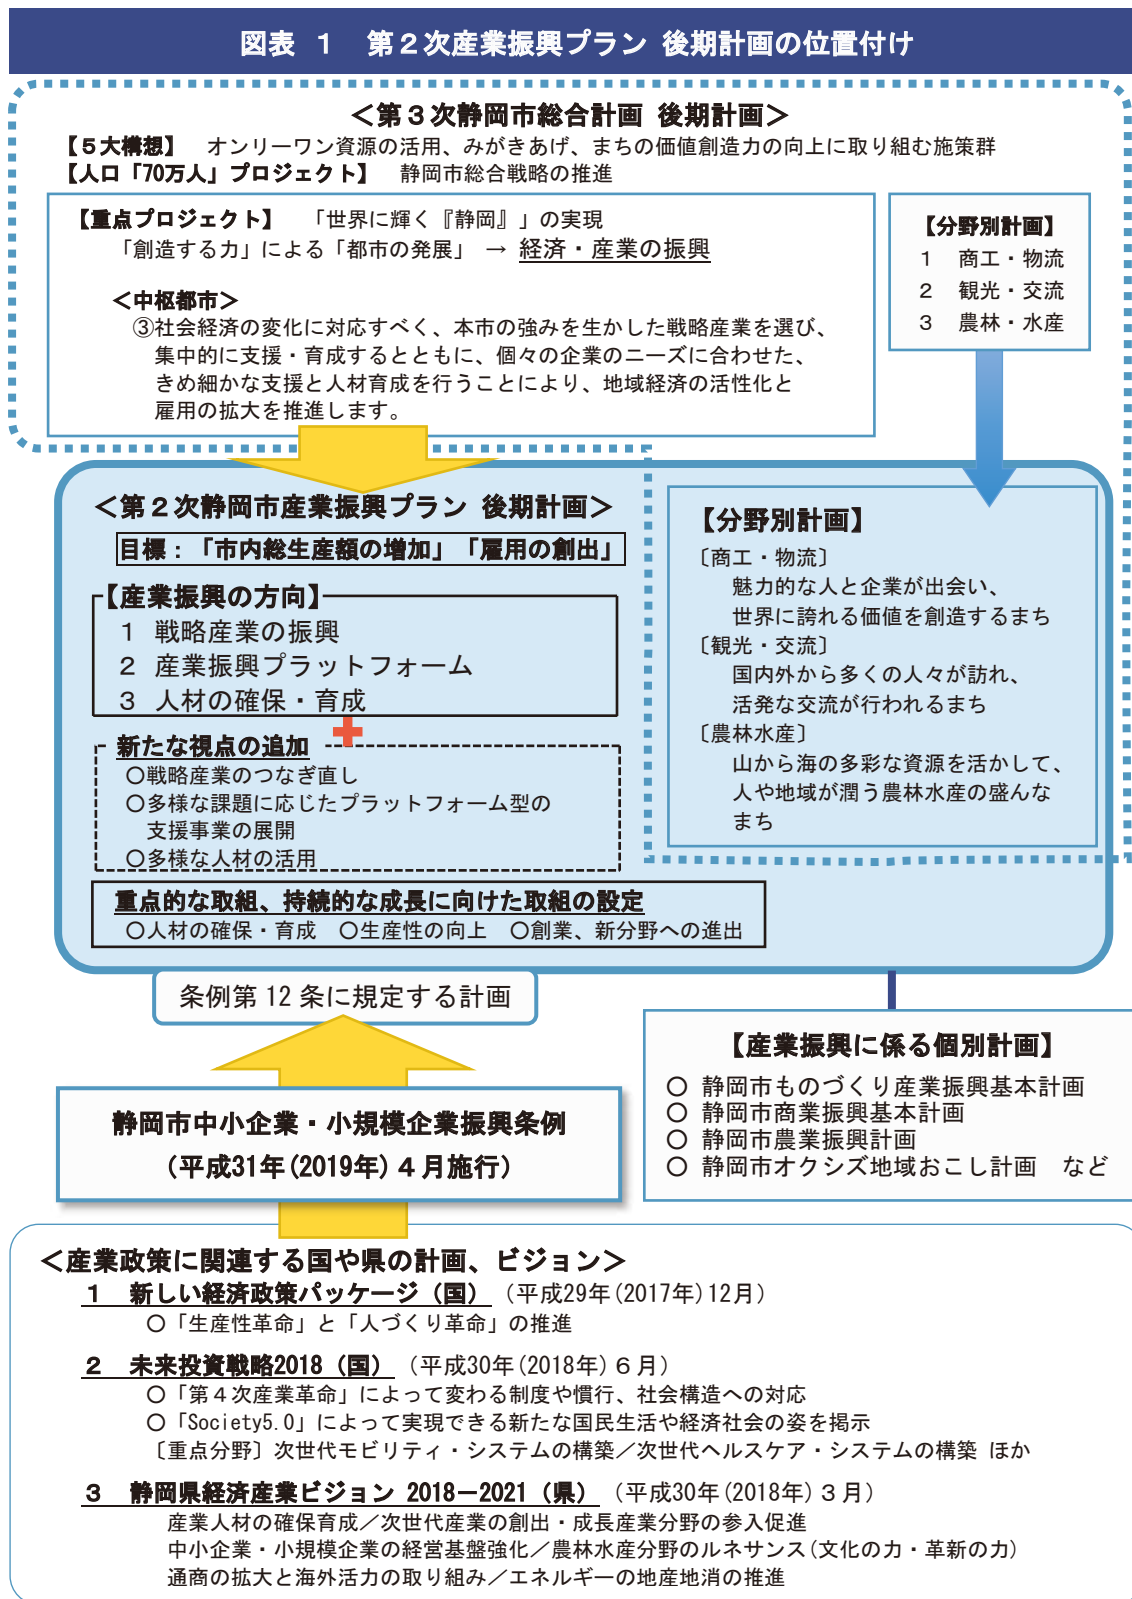 図表 1 第2次産業振興プラン 後期計画の位置付け
＜第3次静岡市総合計画 後期計画＞
【5大構想】 オンリーワン資源の活用、みがきあげ、まちの価値創造力の向上に取り組む施策群
【人口「70万人」プロジェクト】 静岡市総合戦略の推進
【重点プロジェクト】 「世界に輝く『静岡』」の実現
「創造する力」による「都市の発展」 → 経済・産業の振興
＜中枢都市＞
③社会経済の変化に対応すべく、本市の強みを生かした戦略産業を選び、
集中的に支援・育成するとともに、個々の企業のニーズに合わせた、
きめ細かな支援と人材育成を行うことにより、地域経済の活性化と
雇用の拡大を推進します。
【分野別計画】
1 商工・物流
2 観光・交流
3 農林・水産
＜第2次静岡市産業振興プラン 後期計画＞
目標：「市内総生産額の増加」「雇用の創出」
【産業振興の方向】
1 戦略産業の振興
2 産業振興プラットフォーム
3 人材の確保・育成
新たな視点の追加
○戦略産業のつなぎ直し
○多様な課題に応じたプラットフォーム型の
支援事業の展開
○多様な人材の活用
重点的な取組、持続的な成長に向けた取組の設定
○人材の確保・育成 ○生産性の向上 ○創業、新分野への進出
【分野別計画】
〔商工・物流〕
魅力的な人と企業が出会い、
世界に誇れる価値を創造するまち
〔観光・交流〕
国内外から多くの人々が訪れ、
活発な交流が行われるまち
〔農林水産〕
山から海の多彩な資源を活かして、
人や地域が潤う農林水産の盛んな
まち
条例第12条に規定する計画
静岡市中小企業・小規模企業振興条例
（平成31年(2019年)4月施行）
【産業振興に係る個別計画】
○ 静岡市ものづくり産業振興基本計画
○ 静岡市商業振興基本計画
○ 静岡市農業振興計画
○ 静岡市オクシズ地域おこし計画 など
＜産業政策に関連する国や県の計画、ビジョン＞
1 新しい経済政策パッケージ（国）（平成29年(2017年)12月）
○「生産性革命」と「人づくり革命」の推進
2 未来投資戦略2018（国）（平成30年(2018年)6月）
○「第4次産業革命」によって変わる制度や慣行、社会構造への対応
○「Society5.0」によって実現できる新たな国民生活や経済社会の姿を掲示
〔重点分野〕次世代モビリティ・システムの構築／次世代ヘルスケア・システムの構築 ほか
3 静岡県経済産業ビジョン 2018－2021（県）（平成30年(2018年)3月）
産業人材の確保育成／次世代産業の創出・成長産業分野の参入促進
中小企業・小規模企業の経営基盤強化／農林水産分野のルネサンス(文化の力・革新の力)
通商の拡大と海外活力の取り組み／エネルギーの地産地消の推進